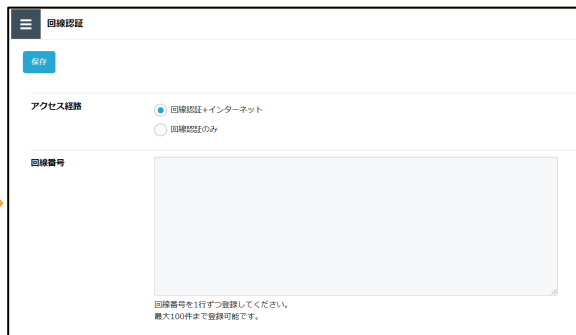 回線認証
保存
アクセス経路
回線認証+インターネット
回線認証のみ
回線番号
回線番号を1行ずつ登録してください。
最大100件まで登録可能です。